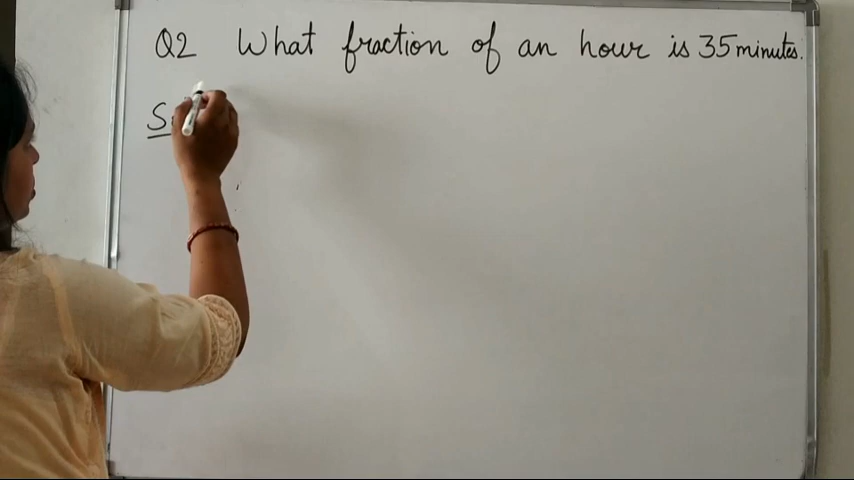 Q2 What fraction of an hour is 35 minutes.
S